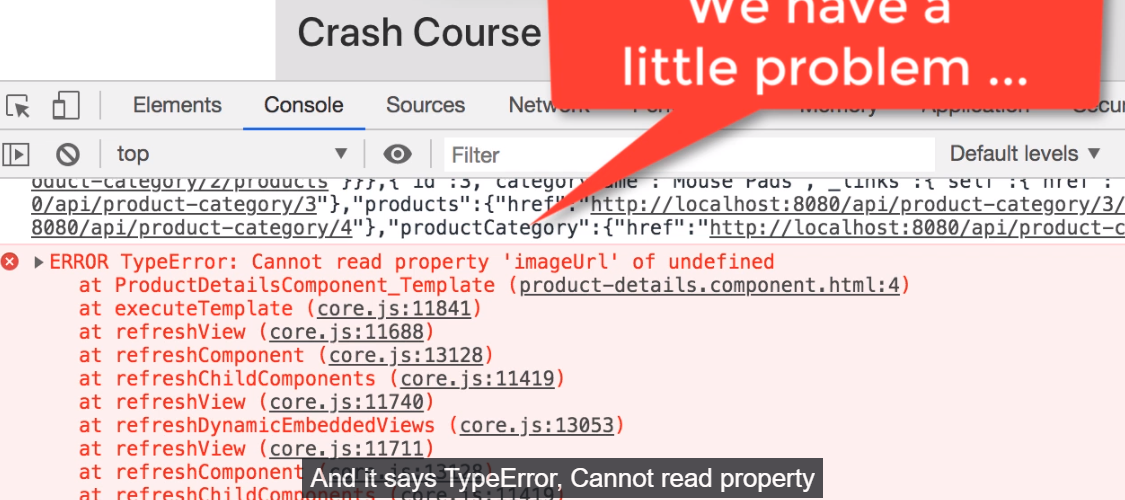 Crash Course
We have a
little problem ...
Elements Console Sources Network Memory Application
top Filter Default levels
oduct-category/2/products"}}},{"id":3,"categoryName":"Mouse Pads","_links":{"self":{"href":"
0/api/product-category/3"},"products":{"href":"http://localhost:8080/api/product-category/3/
8080/api/product-category/4"},"productCategory":{"href":"http://localhost:8080/api/product-c
ERROR TypeError: Cannot read property 'imageUrl' of undefined
at ProductDetailsComponent_Template (product-details.component.html:4)
at executeTemplate (core.js:11841)
at refreshView (core.js:11688)
at refreshComponent (core.js:13128)
at refreshChildComponents (core.js:11419)
at refreshView (core.js:11740)
at refreshDynamicEmbeddedViews (core.js:13053)
at refreshView (core.js:11711)
at refreshComponent (core.js:13128)
at refreshChildComponents (core.js:11419)
And it says TypeError, Cannot read property